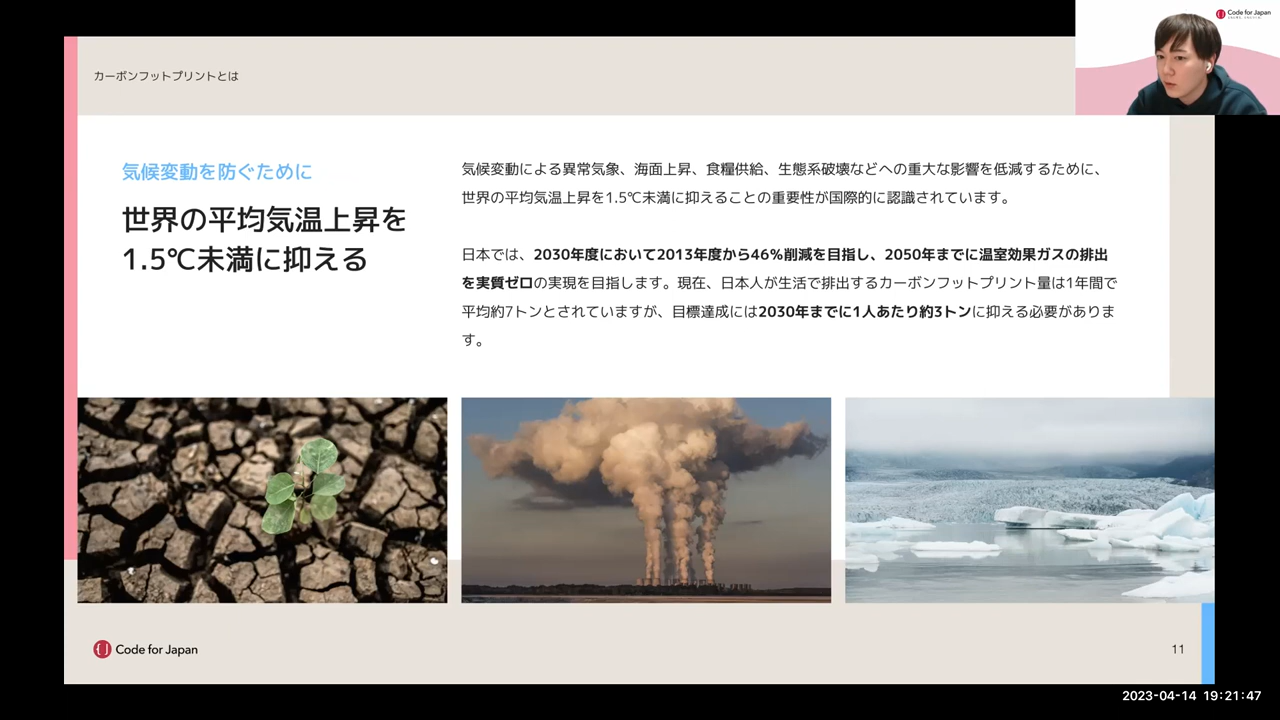 カーボンフットプリントとは
Code for Japan
気候変動を防ぐために
世界の平均気温上昇を
1.5℃未満に抑える
気候変動による異常気象、海面上昇、食糧供給、生態系破壊などへの重大な影響を低減するために、
世界の平均気温上昇を1.5℃未満に抑えることの重要性が国際的に認識されています。
日本では、2030年度において2013年度から46%削減を目指し、2050年までに温室効果ガスの排出
を実質ゼロの実現を目指します。現在、日本人が生活で排出するカーボンフットプリント量は1年間で
平均約7トンとされていますが、目標達成には2030年までに1人あたり約3トンに抑える必要がありま
す。
Code for Japan
11
2023-04-14 19:21:47